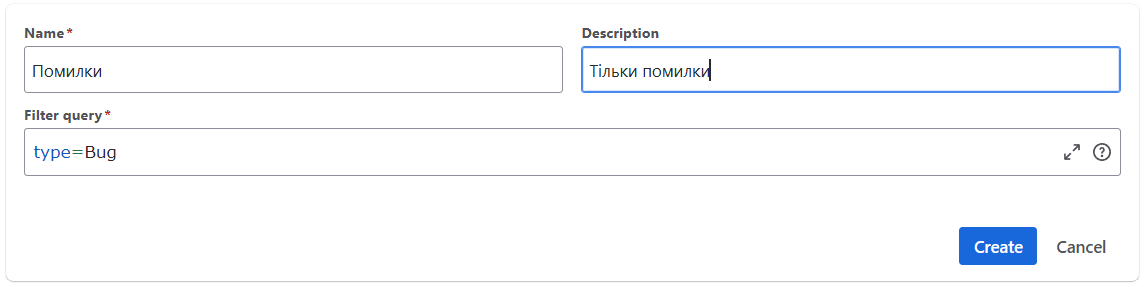 Name*
Description
Помилки
Тільки помилки
Filter query*
type=Bug
Create
Cancel